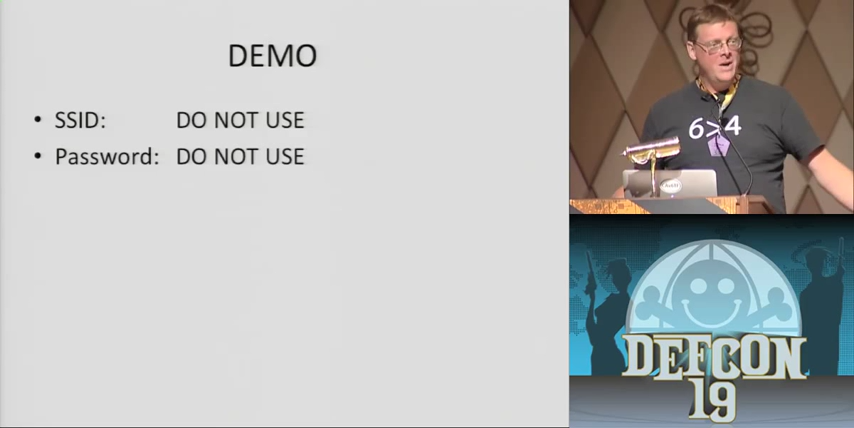 DEMO
• SSID: DO NOT USE
• Password: DO NOT USE
6>4
DEFCON
19